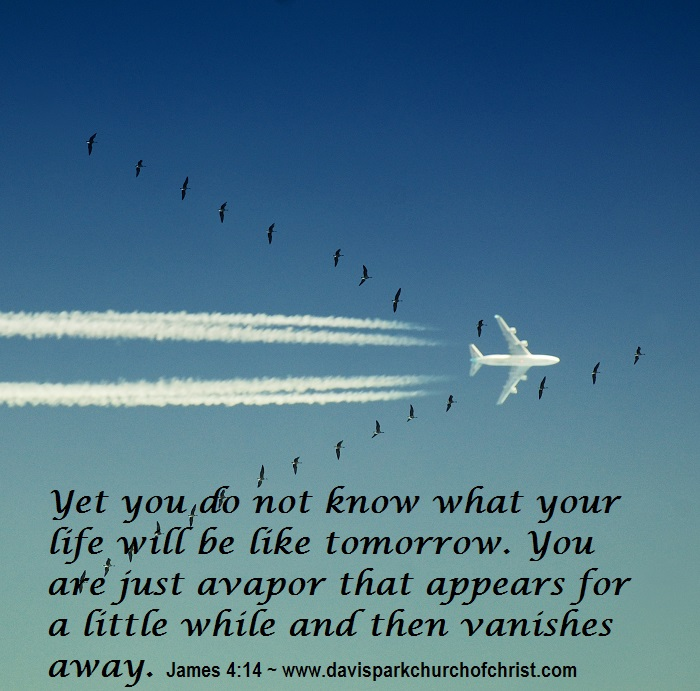 Yet you do not know what your
life will be like tomorrow. You
are just avapor that appears for
a little while and then vanishes
away. James 4:14 ~ www.davisparkchurchofchrist.com